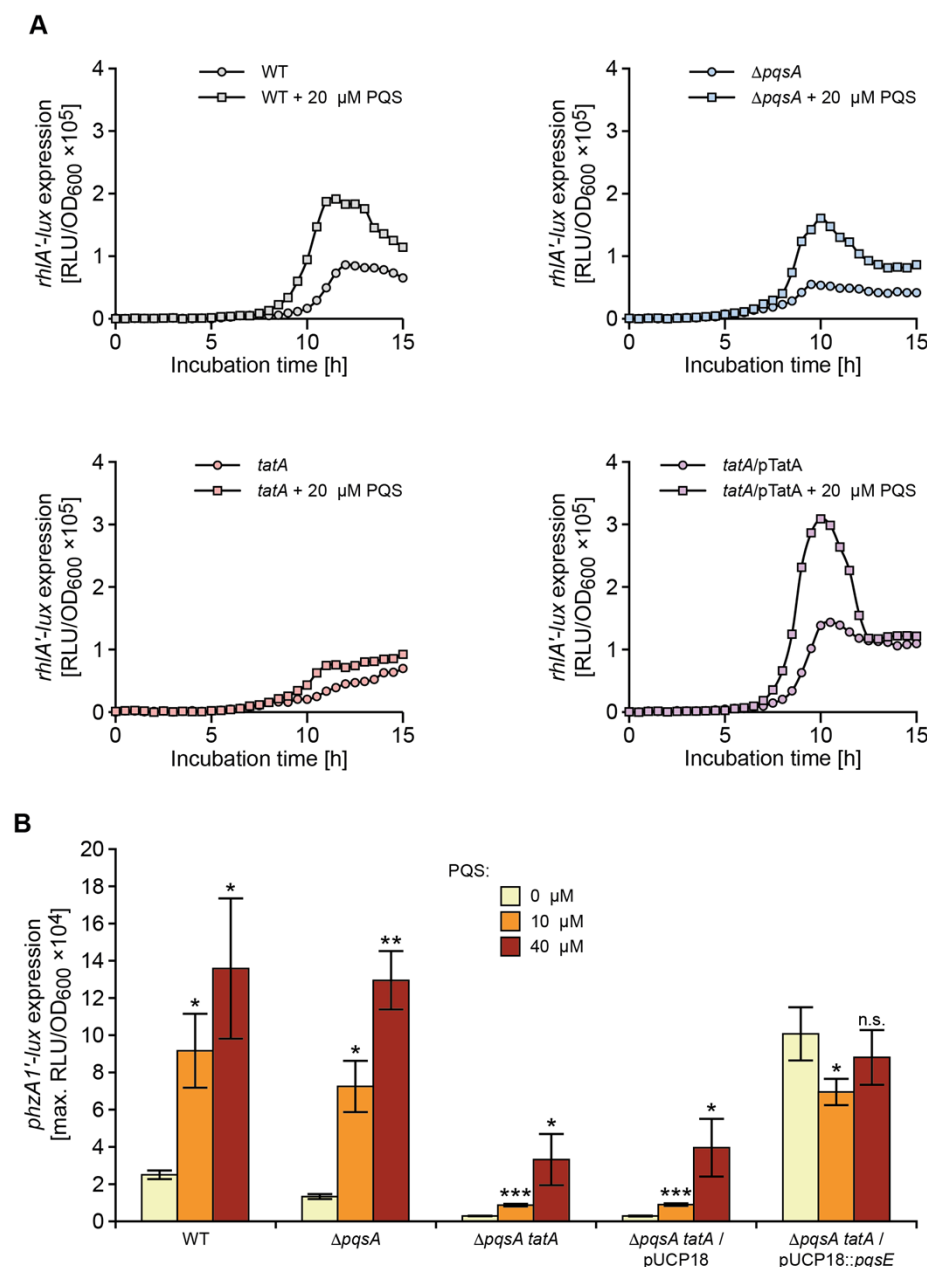 A
WT
WT + 20 µM PQS
rhlA'-lux expression
[RLU/OD600 ×10⁵]
4
3
2
1
0
0 5 10 15
Incubation time [h]
ΔpqsA
ΔpqsA + 20 µM PQS
rhlA'-lux expression
[RLU/OD600 ×10⁵]
4
3
2
1
0
0 5 10 15
Incubation time [h]
tatA
tatA + 20 µM PQS
rhlA'-lux expression
[RLU/OD600 ×10⁵]
4
3
2
1
0
0 5 10 15
Incubation time [h]
tatA/pTatA
tatA/pTatA + 20 µM PQS
rhlA'-lux expression
[RLU/OD600 ×10⁵]
4
3
2
1
0
0 5 10 15
Incubation time [h]
B
phzA1'-lux expression
[max. RLU/OD600 ×10⁴]
20
18
16
14
12
10
8
6
4
2
0
PQS:
0 µM
10 µM
40 µM
* *
* **
*** *
*** *
* n.s.
WT
ΔpqsA
ΔpqsA tatA
ΔpqsA tatA /
pUCP18
ΔpqsA tatA /
pUCP18::pqsE